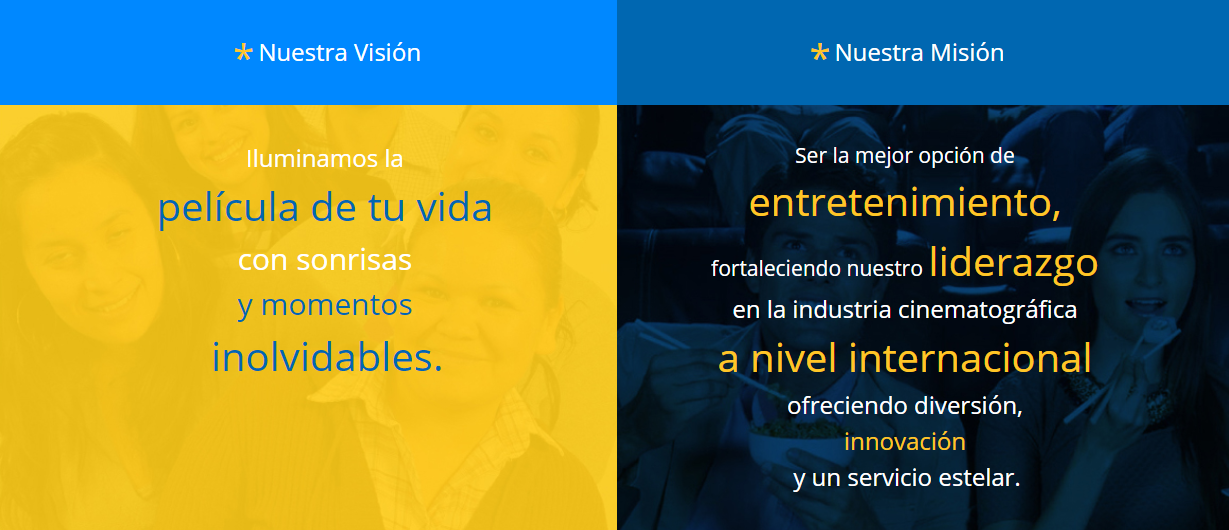 * Nuestra Visión
Iluminamos la
película de tu vida
con sonrisas
y momentos
inolvidables.
* Nuestra Misión
Ser la mejor opción de
entretenimiento,
fortaleciendo nuestro liderazgo
en la industria cinematográfica
a nivel internacional
ofreciendo diversión,
innovación
y un servicio estelar.